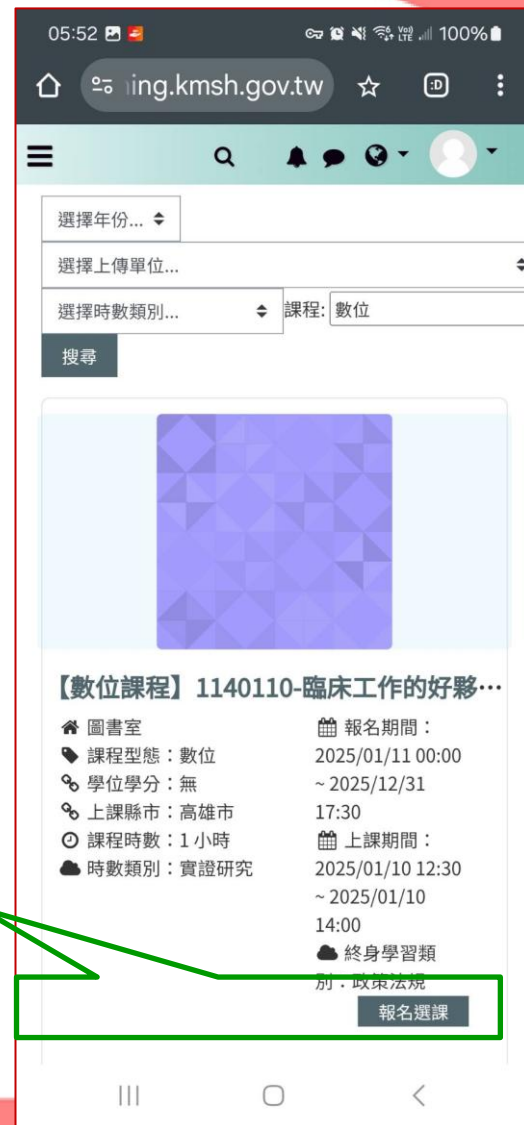 05:52
VoLTE 100%
ing.kmsh.gov.tw
選擇年份...
選擇上傳單位...
選擇時數類別...
課程: 數位
搜尋
【數位課程】1140110-臨床工作的好夥…
圖書室
課程型態：數位
學位學分：無
上課縣市：高雄市
課程時數：1 小時
時數類別：實證研究
報名期間：
2025/01/11 00:00
~ 2025/12/31
17:30
上課期間：
2025/01/10 12:30
~ 2025/01/10
14:00
終身學習類
別：政策法規
報名選課